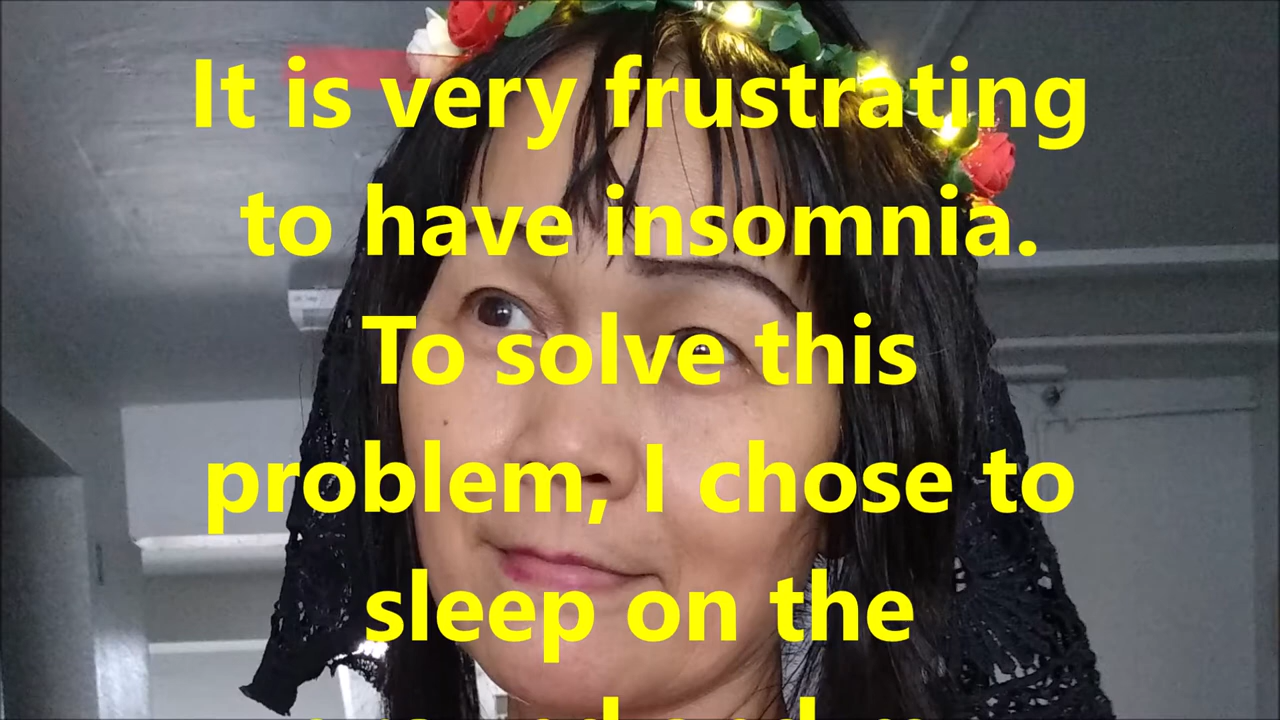 It is very frustrating
to have insomnia.
To solve this
problem, I chose to
sleep on the